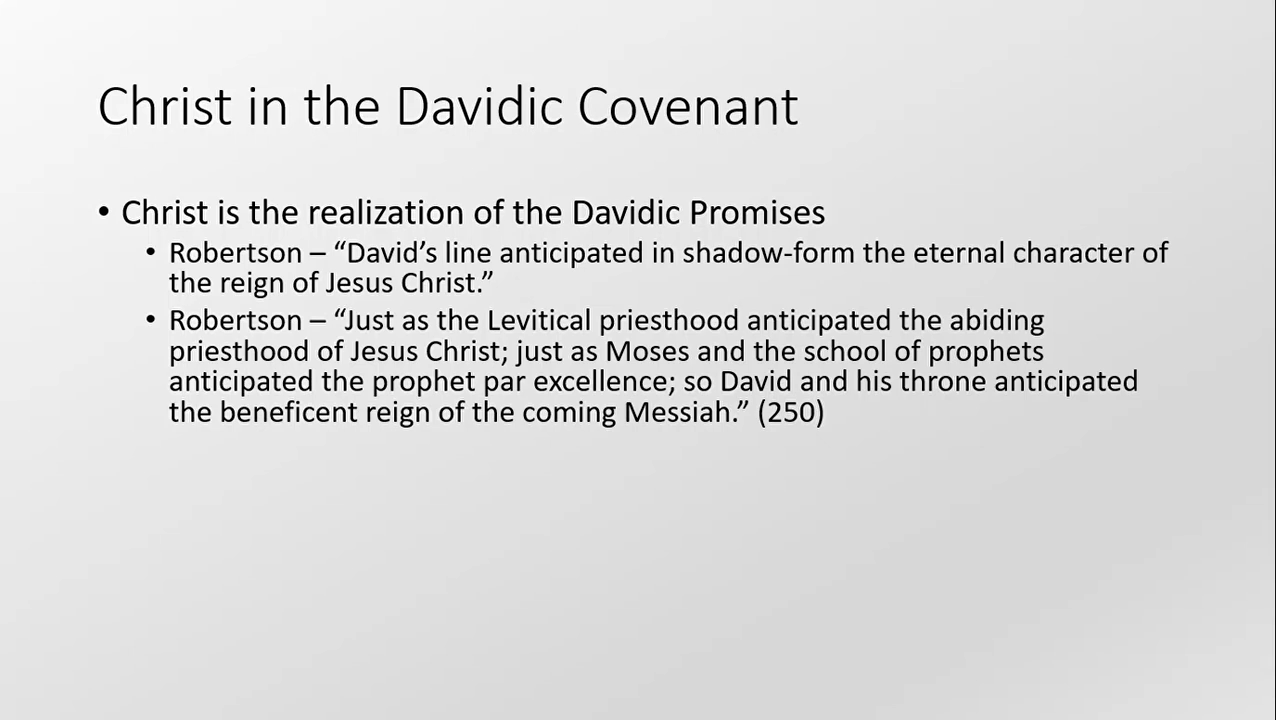 Christ in the Davidic Covenant
• Christ is the realization of the Davidic Promises
• Robertson – “David’s line anticipated in shadow-form the eternal character of
the reign of Jesus Christ.”
• Robertson – “Just as the Levitical priesthood anticipated the abiding
priesthood of Jesus Christ; just as Moses and the school of prophets
anticipated the prophet par excellence; so David and his throne anticipated
the beneficent reign of the coming Messiah.” (250)